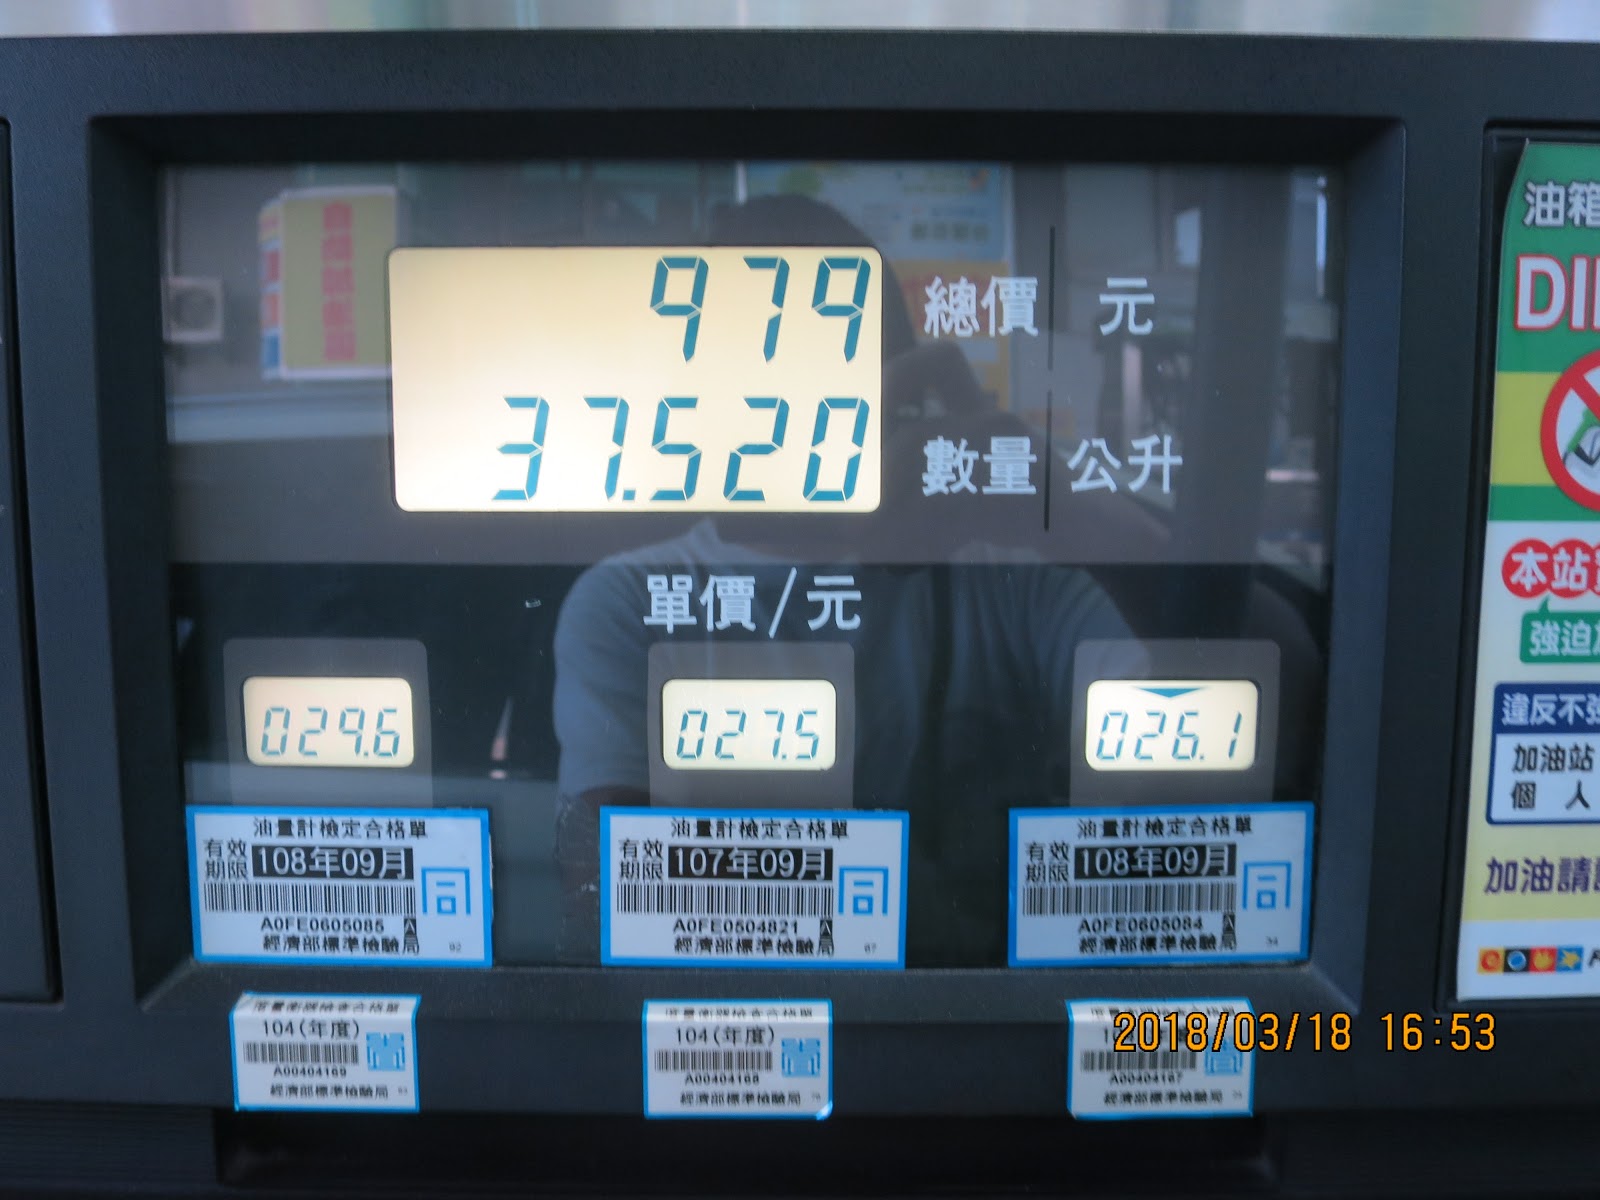 979
總價 元
37.520
數量 公升
單價/元
029.6
027.5
026.1
油量計檢定合格單
有效期限 108年09月
A0FE0605085
經濟部標準檢驗局
92
油量計檢定合格單
有效期限 107年09月
A0FE0504821
經濟部標準檢驗局
67
油量計檢定合格單
有效期限 108年09月
A0FE0605084
經濟部標準檢驗局
104(年度)
A00404169
經濟部標準檢驗局
104(年度)
A00404168
經濟部標準檢驗局
A00404167
經濟部標準檢驗局
2018/03/18 16:53
油箱
本站
強迫
違反不
加油站
個 人
加油請